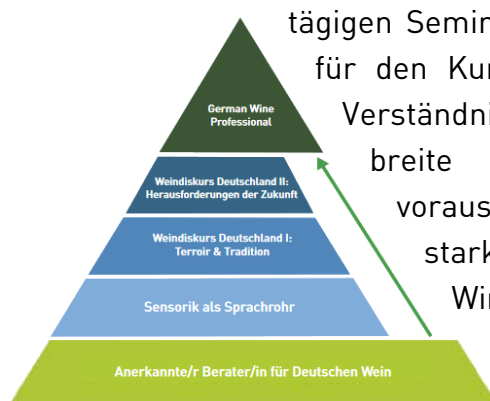 tägigen Semin
für den Kur
Verständni
breite
voraus
stark
Wi
German Wine
Professional
Weindiskurs Deutschland II:
Herausforderungen der Zukunft
Weindiskurs Deutschland I:
Terroir & Tradition
Sensorik als Sprachrohr
Anerkannte/r Berater/in für Deutschen Wein